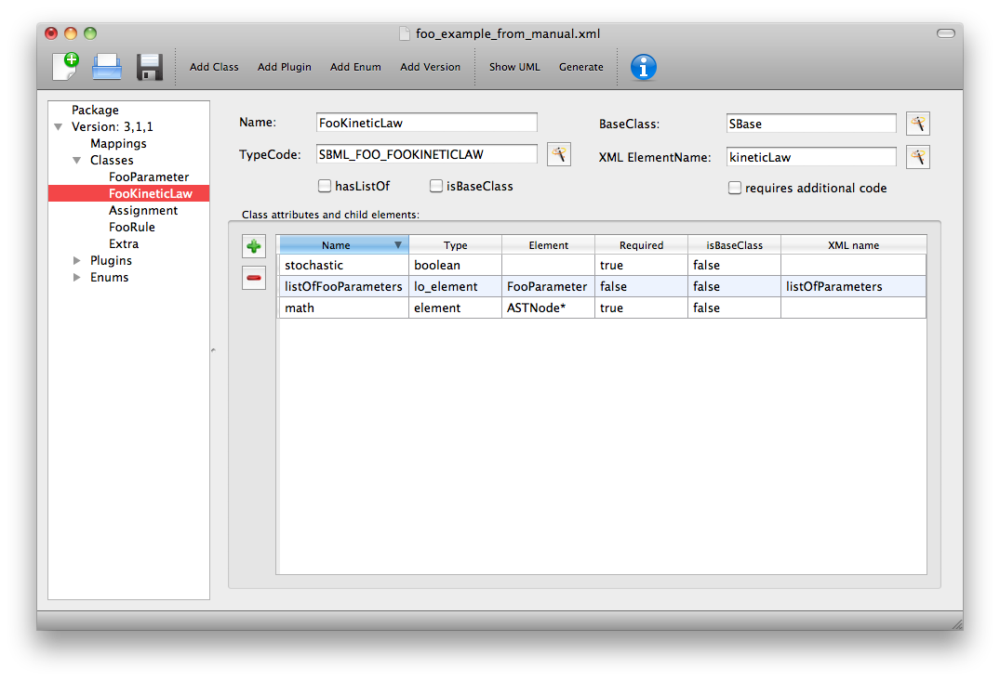 foo_example_from_manual.xml
Add Class Add Plugin Add Enum Add Version Show UML Generate
Package
Version: 3,1,1
Mappings
Classes
FooParameter
FooKineticLaw
Assignment
FooRule
Extra
Plugins
Enums
Name: FooKineticLaw BaseClass: SBase
TypeCode: SBML_FOO_FOOKINETICLAW XML ElementName: kineticLaw
hasListOf isBaseClass requires additional code
Class attributes and child elements:
Name Type Element Required isBaseClass XML name
stochastic boolean true false
listOfFooParameters lo_element FooParameter false false listOfParameters
math element ASTNode* true false